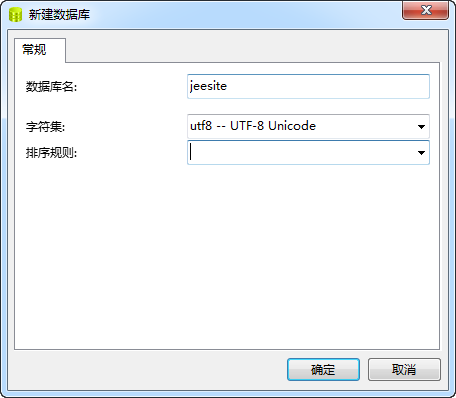 新建数据库
常规
数据库名:
jeesite
字符集:
utf8 -- UTF-8 Unicode
排序规则:
确定
取消